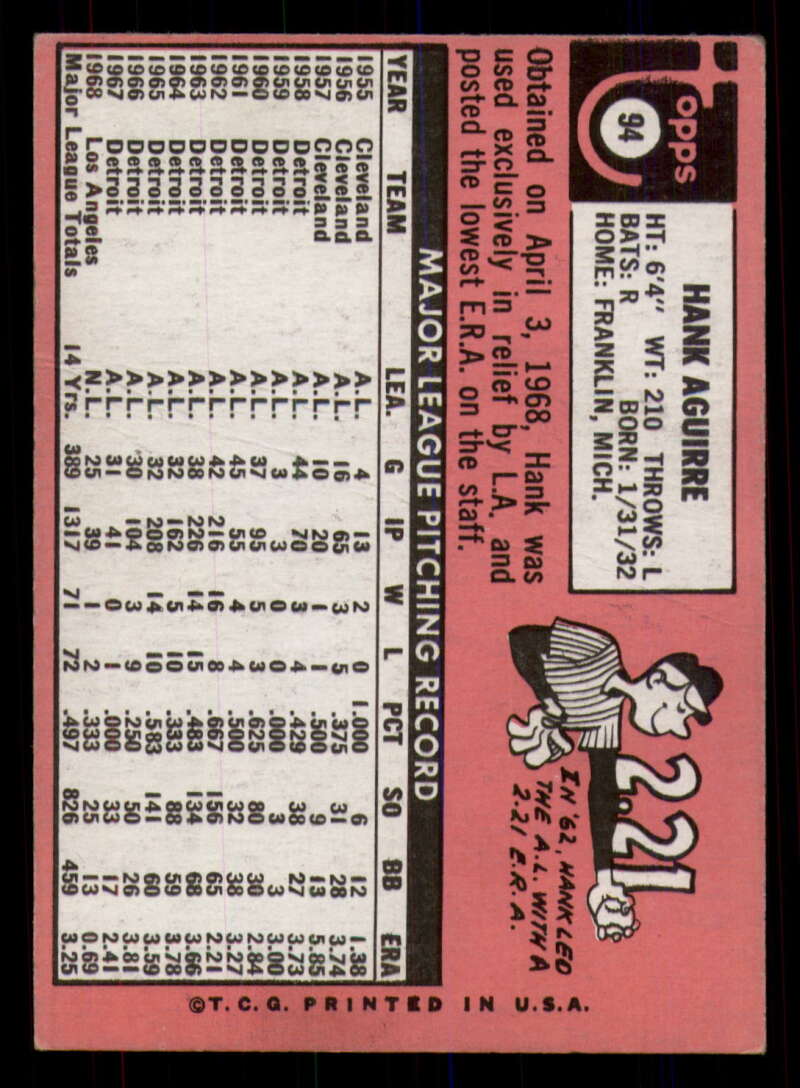 Topps
94
HANK AGUIRRE
HT: 6'4" WT: 210 THROWS: L
BATS: R BORN: 1/31/32
HOME: FRANKLIN, MICH.
Obtained on April 3, 1968, Hank was
used exclusively in relief by L.A. and
posted the lowest E.R.A. on the staff.
2.21
IN '62, HANK LED
THE A.L. WITH A
2.21 E.R.A.
MAJOR LEAGUE PITCHING RECORD
YEAR TEAM LEA. G IP W L PCT SO BB ERA
1955 Cleveland A.L. 4 13 2 0 1.000 6 12 1.38
1956 Cleveland A.L. 16 65 3 5 .375 31 28 3.74
1957 Cleveland A.L. 10 20 1 1 .500 9 13 5.85
1958 Detroit A.L. 44 70 3 4 .429 38 27 3.73
1959 Detroit A.L. 3 3 0 0 .000 3 3 3.00
1960 Detroit A.L. 37 95 5 3 .625 80 30 2.84
1961 Detroit A.L. 45 55 4 4 .500 32 38 3.27
1962 Detroit A.L. 42 216 16 8 .667 156 65 2.21
1963 Detroit A.L. 38 226 14 15 .483 134 68 3.66
1964 Detroit A.L. 32 162 5 10 .333 88 59 3.78
1965 Detroit A.L. 32 208 14 10 .583 141 60 3.59
1966 Detroit A.L. 30 104 3 9 .250 50 26 3.81
1967 Detroit A.L. 31 41 0 1 .000 33 17 2.41
1968 Los Angeles N.L. 25 39 1 2 .333 25 13 0.69
Major League Totals 14 Yrs. 389 1317 71 72 .497 826 459 3.25
©T.C.G. PRINTED IN U.S.A.